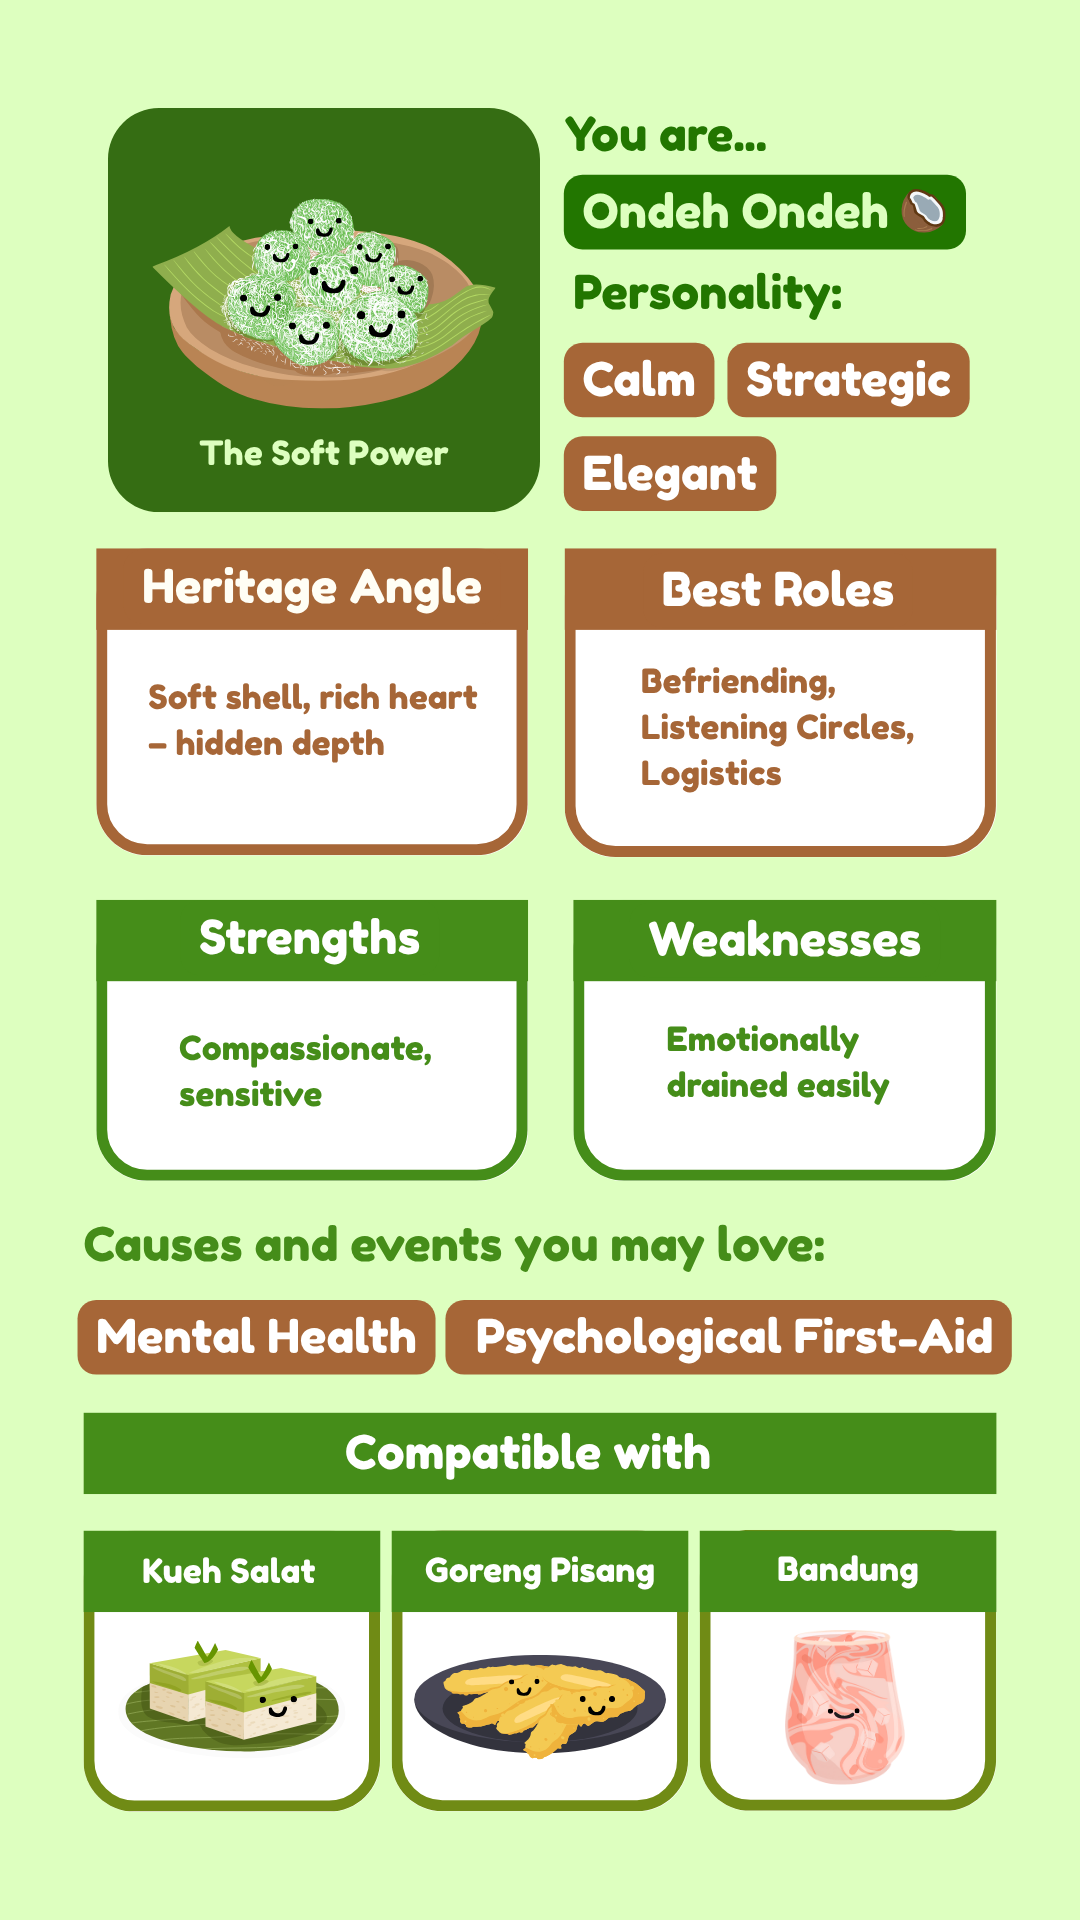 You are...
Ondeh Ondeh 🥥
Personality:
Calm
Strategic
Elegant
The Soft Power
Heritage Angle
Soft shell, rich heart
– hidden depth
Best Roles
Befriending,
Listening Circles,
Logistics
Strengths
Compassionate,
sensitive
Weaknesses
Emotionally
drained easily
Causes and events you may love:
Mental Health
Psychological First-Aid
Compatible with
Kueh Salat
Goreng Pisang
Bandung